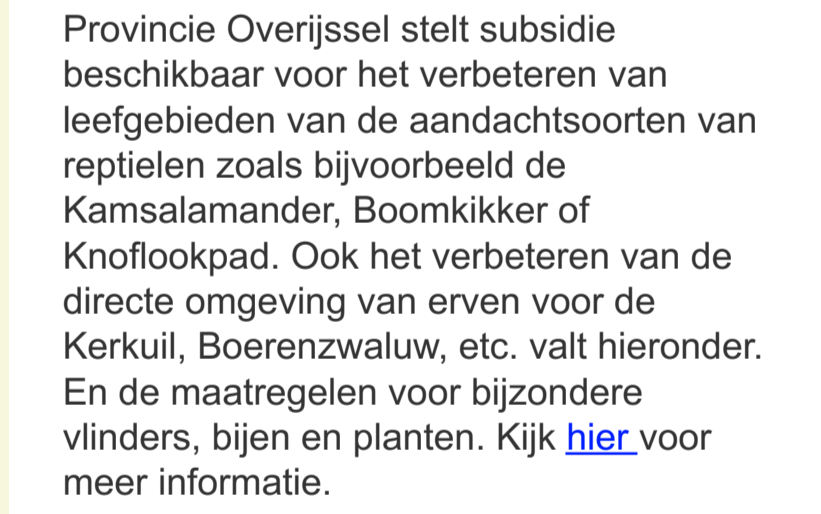 Provincie Overijssel stelt subsidie
beschikbaar voor het verbeteren van
leefgebieden van de aandachtsoorten van
reptielen zoals bijvoorbeeld de
Kamsalamander, Boomkikker of
Knoflookpad. Ook het verbeteren van de
directe omgeving van erven voor de
Kerkuil, Boerenzwaluw, etc. valt hieronder.
En de maatregelen voor bijzondere
vlinders, bijen en planten. Kijk hier voor
meer informatie.